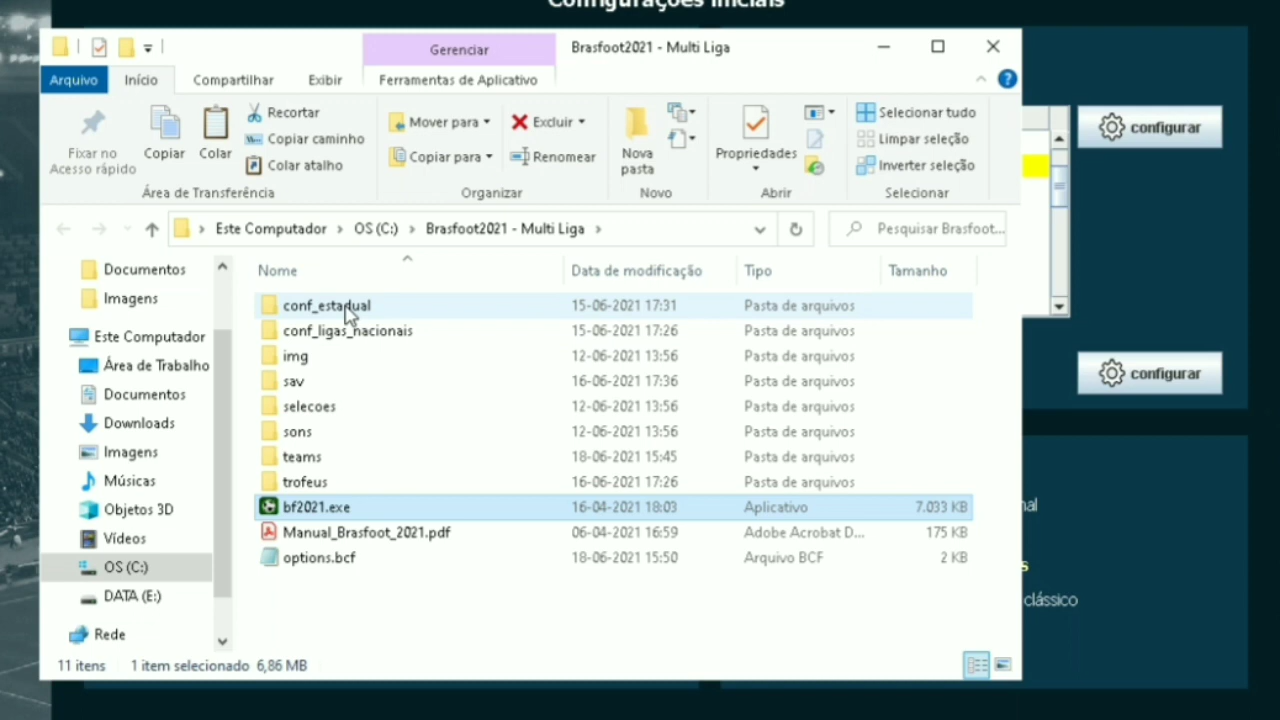 Configurações Iniciais
Gerenciar
Brasfoot2021 - Multi Liga
Arquivo
Início
Compartilhar
Exibir
Ferramentas de Aplicativo
Fixar no
Acesso rápido
Copiar
Colar
Recortar
Copiar caminho
Colar atalho
Área de Transferência
Mover para
Copiar para
Excluir
Renomear
Organizar
Nova
pasta
Novo
Propriedades
Abrir
Selecionar tudo
Limpar seleção
Inverter seleção
Selecionar
configurar
Este Computador > OS (C:) > Brasfoot2021 - Multi Liga >
Pesquisar Brasfoot...
Documentos
Imagens
Este Computador
Área de Trabalho
Documentos
Downloads
Imagens
Músicas
Objetos 3D
Vídeos
OS (C:)
DATA (E:)
Rede
Nome Data de modificação Tipo Tamanho
conf_estadual 15-06-2021 17:31 Pasta de arquivos
conf_ligas_nacionais 15-06-2021 17:26 Pasta de arquivos
img 12-06-2021 13:56 Pasta de arquivos
sav 16-06-2021 17:36 Pasta de arquivos
selecoes 12-06-2021 13:56 Pasta de arquivos
sons 12-06-2021 13:56 Pasta de arquivos
teams 18-06-2021 15:45 Pasta de arquivos
trofeus 16-06-2021 17:26 Pasta de arquivos
bf2021.exe 16-04-2021 18:03 Aplicativo 7.033 KB
Manual_Brasfoot_2021.pdf 06-04-2021 16:59 Adobe Acrobat D... 175 KB
options.bcf 18-06-2021 15:50 Arquivo BCF 2 KB
configurar
nal
s
clássico
11 itens 1 item selecionado 6,86 MB